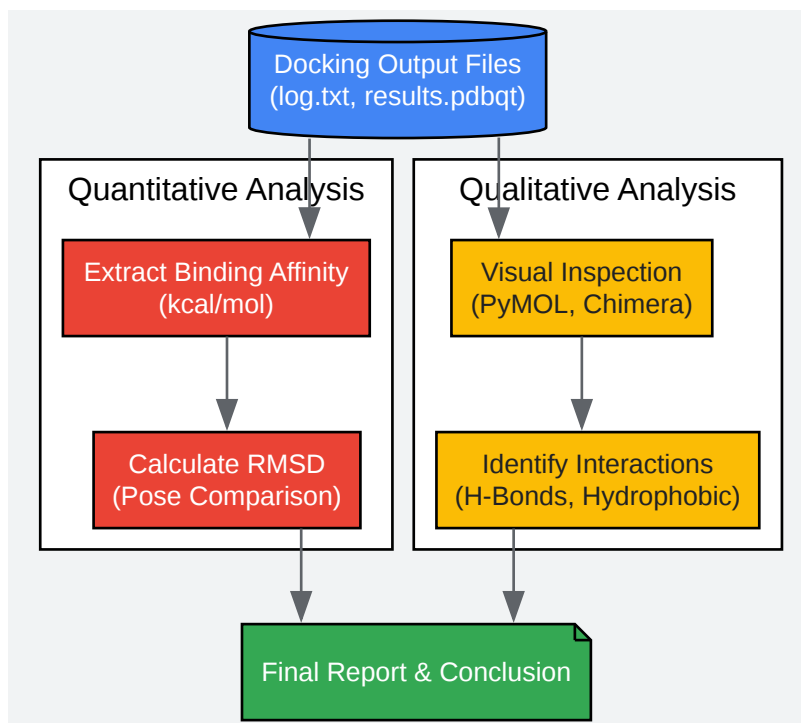 Docking Output Files
(log.txt, results.pdbqt)
Quantitative Analysis
Extract Binding Affinity
(kcal/mol)
Calculate RMSD
(Pose Comparison)
Qualitative Analysis
Visual Inspection
(PyMOL, Chimera)
Identify Interactions
(H-Bonds, Hydrophobic)
Final Report & Conclusion